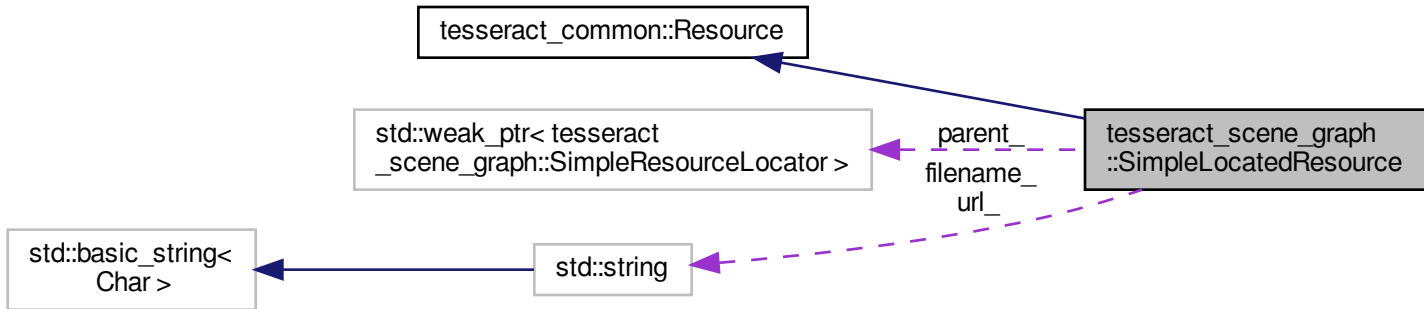 tesseract_common::Resource
std::weak_ptr< tesseract
_scene_graph::SimpleResourceLocator >
parent_
tesseract_scene_graph
::SimpleLocatedResource
filename_
url_
std::basic_string<
Char >
std::string